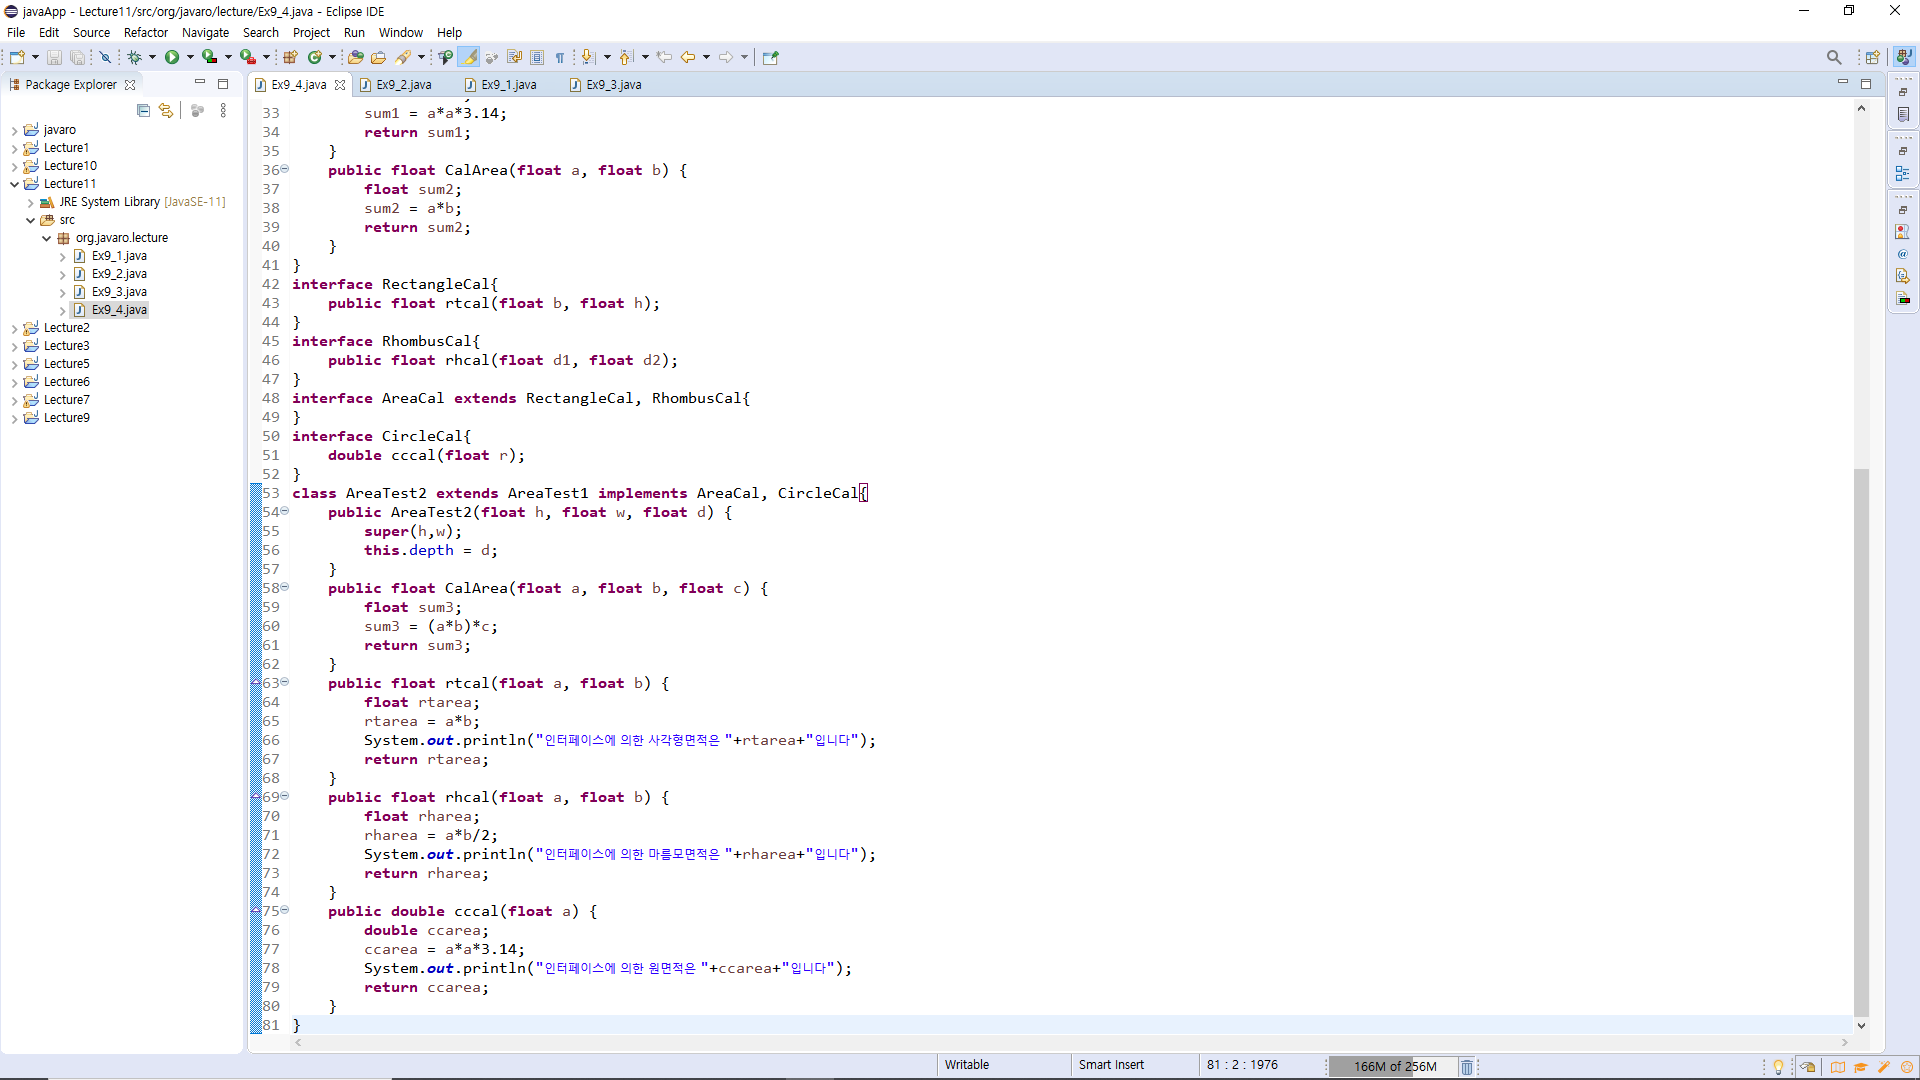 javaApp - Lecture11/src/org/javaro/lecture/Ex9_4.java - Eclipse IDE
File Edit Source Refactor Navigate Search Project Run Window Help
Package Explorer
javaro
Lecture1
Lecture10
Lecture11
JRE System Library [JavaSE-11]
src
org.javaro.lecture
Ex9_1.java
Ex9_2.java
Ex9_3.java
Ex9_4.java
Lecture2
Lecture3
Lecture5
Lecture6
Lecture7
Lecture9
Ex9_4.java Ex9_2.java Ex9_1.java Ex9_3.java
33 sum1 = a*a*3.14;
34 return sum1;
35 }
36 public float CalArea(float a, float b) {
37 float sum2;
38 sum2 = a*b;
39 return sum2;
40 }
41 }
42 interface RectangleCal{
43 public float rtcal(float b, float h);
44 }
45 interface RhombusCal{
46 public float rhcal(float d1, float d2);
47 }
48 interface AreaCal extends RectangleCal, RhombusCal{
49 }
50 interface CircleCal{
51 double cccal(float r);
52 }
53 class AreaTest2 extends AreaTest1 implements AreaCal, CircleCal{
54 public AreaTest2(float h, float w, float d) {
55 super(h,w);
56 this.depth = d;
57 }
58 public float CalArea(float a, float b, float c) {
59 float sum3;
60 sum3 = (a*b)*c;
61 return sum3;
62 }
63 public float rtcal(float a, float b) {
64 float rtarea;
65 rtarea = a*b;
66 System.out.println("인터페이스에 의한 사각형면적은 "+rtarea+"입니다");
67 return rtarea;
68 }
69 public float rhcal(float a, float b) {
70 float rharea;
71 rharea = a*b/2;
72 System.out.println("인터페이스에 의한 마름모면적은 "+rharea+"입니다");
73 return rharea;
74 }
75 public double cccal(float a) {
76 double ccarea;
77 ccarea = a*a*3.14;
78 System.out.println("인터페이스에 의한 원면적은 "+ccarea+"입니다");
79 return ccarea;
80 }
81 }
Writable Smart Insert 81 : 2 : 1976 166M of 256M